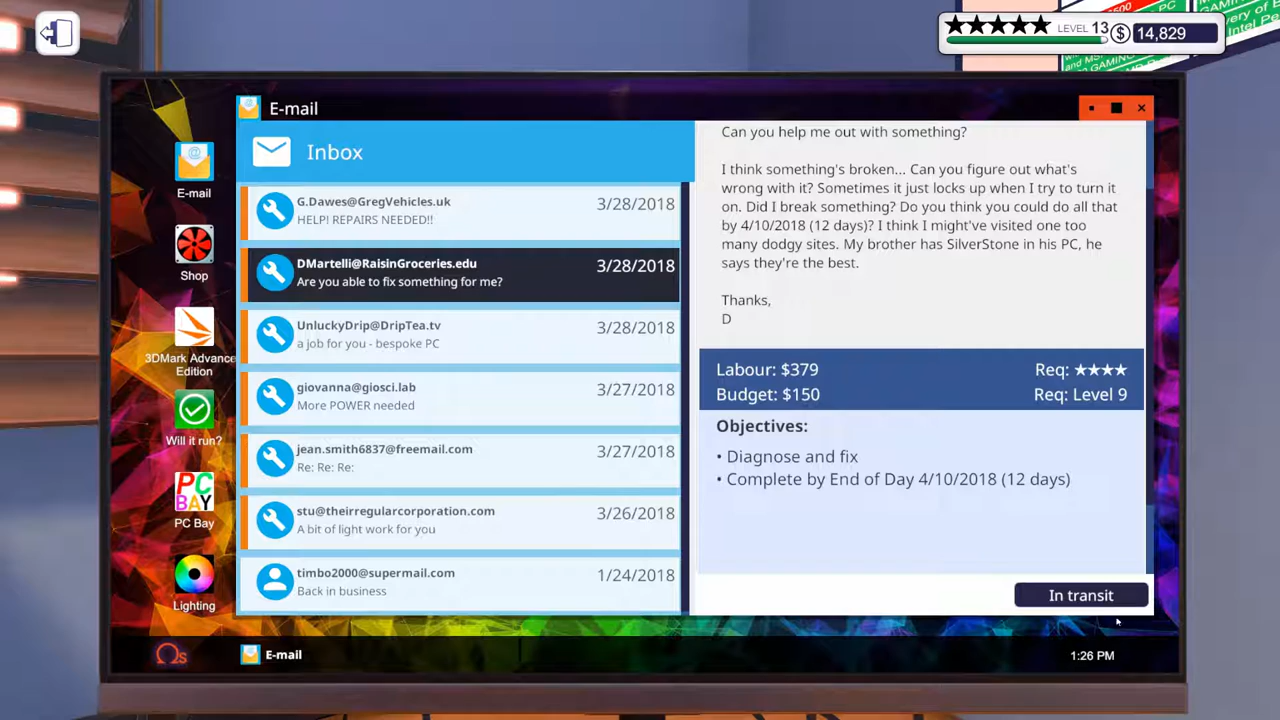 ★★★★★ LEVEL 13 $ 14,829
E-mail
Inbox
G.Dawes@GregVehicles.uk 3/28/2018
HELP! REPAIRS NEEDED!!
DMartelli@RaisinGroceries.edu 3/28/2018
Are you able to fix something for me?
UnluckyDrip@DripTea.tv 3/28/2018
a job for you - bespoke PC
giovanna@giosci.lab 3/27/2018
More POWER needed
jean.smith6837@freemail.com 3/27/2018
Re: Re: Re:
stu@theirregularcorporation.com 3/26/2018
A bit of light work for you
timbo2000@supermail.com 1/24/2018
Back in business
Can you help me out with something?
I think something's broken... Can you figure out what's
wrong with it? Sometimes it just locks up when I try to turn it
on. Did I break something? Do you think you could do all that
by 4/10/2018 (12 days)? I think I might've visited one too
many dodgy sites. My brother has SilverStone in his PC, he
says they're the best.
Thanks,
D
Labour: $379 Req: ★★★★
Budget: $150 Req: Level 9
Objectives:
• Diagnose and fix
• Complete by End of Day 4/10/2018 (12 days)
In transit
E-mail
Shop
3DMark Advance
Edition
Will it run?
PC
BAY
PC Bay
Lighting
Ωs
E-mail
1:26 PM
PC
GAMING
Intel Pe